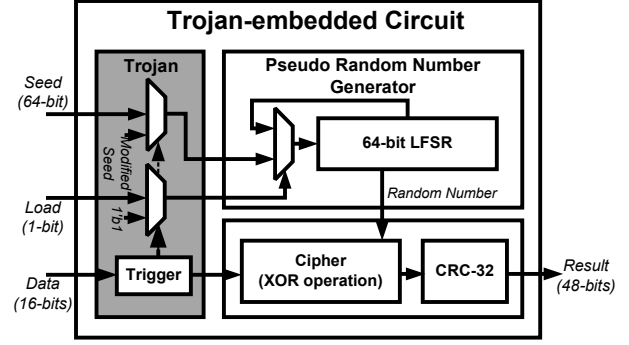 Trojan-embedded Circuit
Trojan
Pseudo Random Number
Generator
Seed
(64-bit)
Modified
Seed
64-bit LFSR
Load
(1-bit)
1'b1
Random Number
Data
(16-bits)
Trigger
Cipher
(XOR operation)
CRC-32
Result
(48-bits)